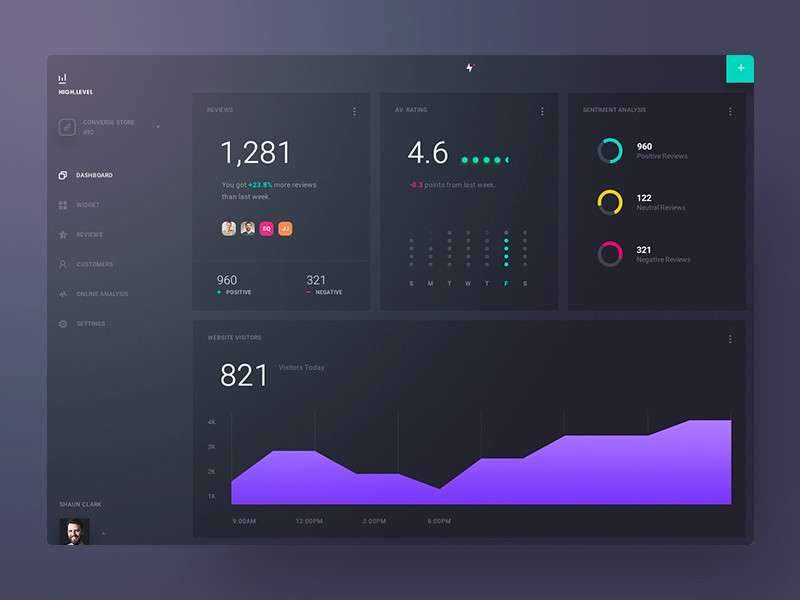 HIGH.LEVEL
CONVERSE STORE
#32
DASHBOARD
WIDGET
REVIEWS
CUSTOMERS
ONLINE ANALYSIS
SETTINGS
SHAUN CLARK
+
REVIEWS
1,281
You got +23.8% more reviews
than last week.
EQ JJ
960
+ POSITIVE
321
– NEGATIVE
AV. RATING
4.6
-0.3 points from last week.
S M T W T F S
SENTIMENT ANALYSIS
960
Positive Reviews
122
Neutral Reviews
321
Negative Reviews
WEBSITE VISITORS
821 Visitors Today
4K
3K
2K
1K
9:00AM 12:00PM 3:00PM 6:00PM